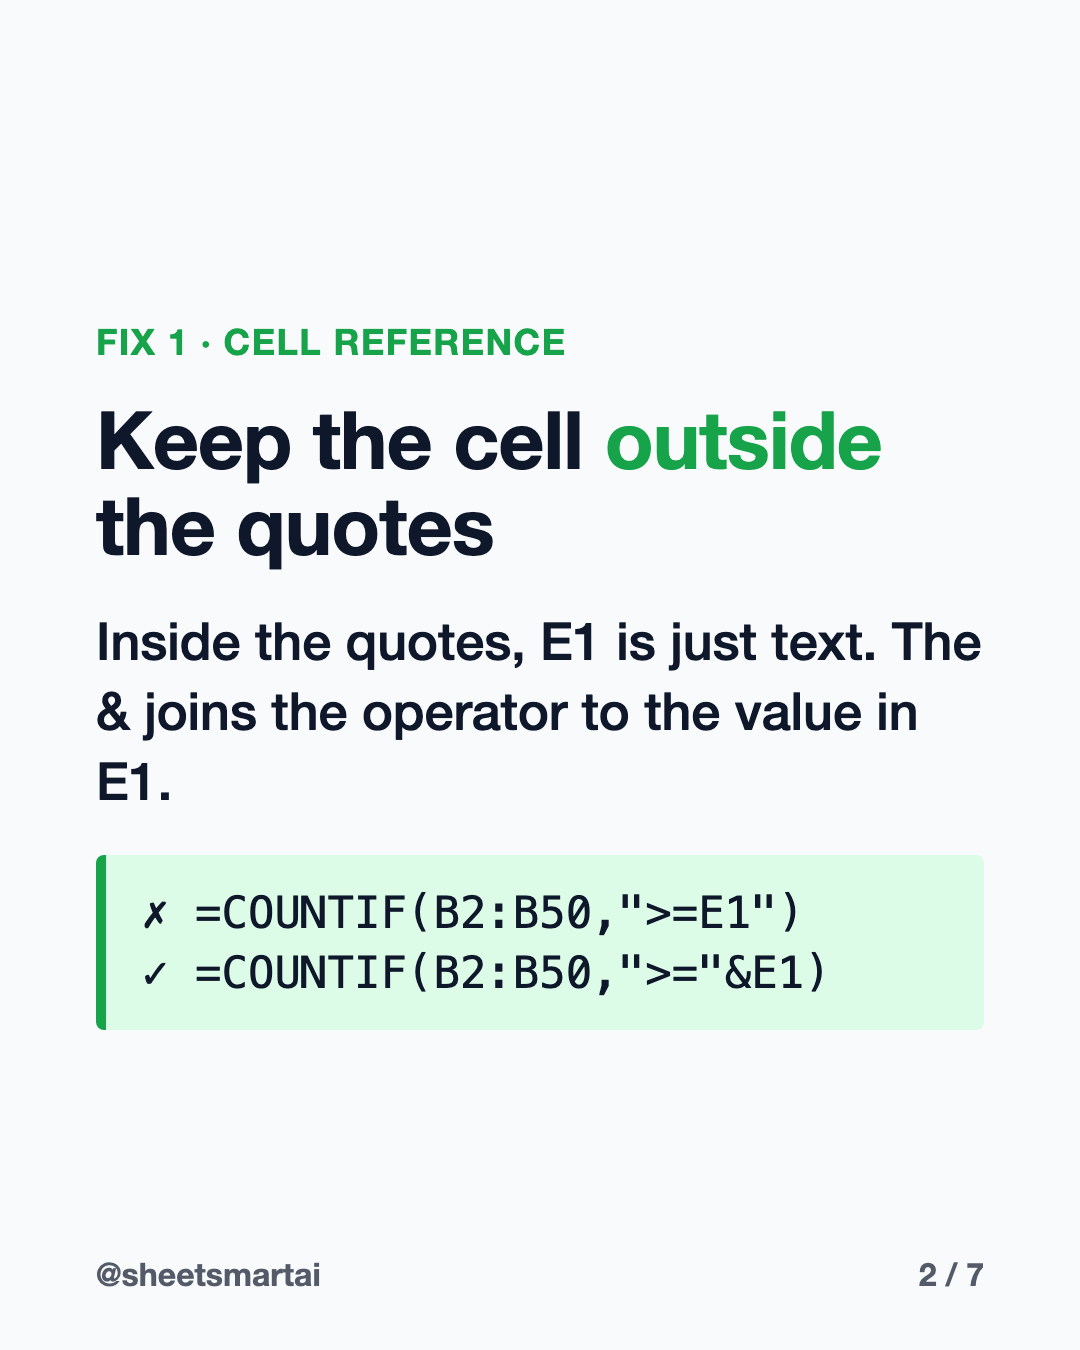 FIX 1 · CELL REFERENCE
Keep the cell outside
the quotes
Inside the quotes, E1 is just text. The
& joins the operator to the value in
E1.
✗ =COUNTIF(B2:B50,">=E1")
✓ =COUNTIF(B2:B50,">="&E1)
@sheetsmartai
2 / 7